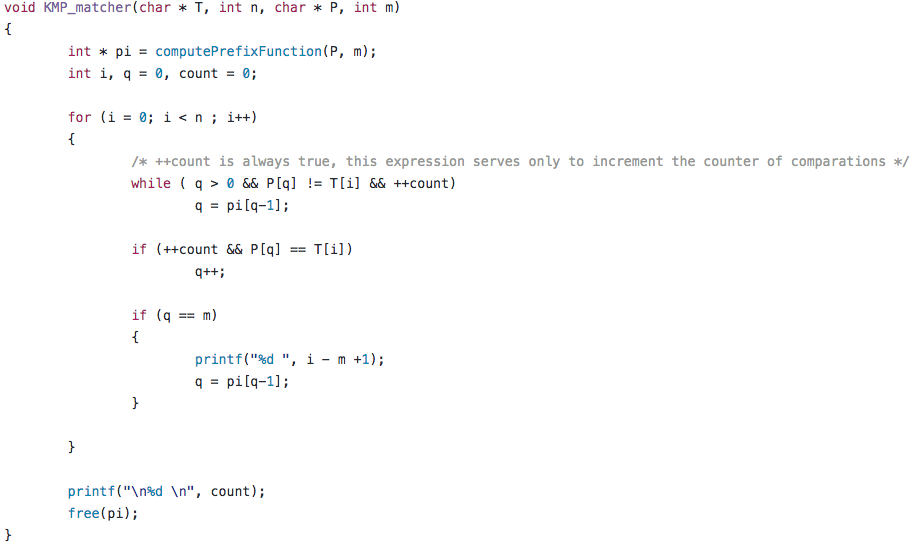 void KMP_matcher(char * T, int n, char * P, int m)
{
        int * pi = computePrefixFunction(P, m);
        int i, q = 0, count = 0;

        for (i = 0; i < n ; i++)
        {
                /* ++count is always true, this expression serves only to increment the counter of comparations */
                while ( q > 0 && P[q] != T[i] && ++count)
                        q = pi[q-1];

                if (++count && P[q] == T[i])
                        q++;

                if (q == m)
                {
                        printf("%d ", i - m +1);
                        q = pi[q-1];
                }

        }

        printf("\n%d \n", count);
        free(pi);
}